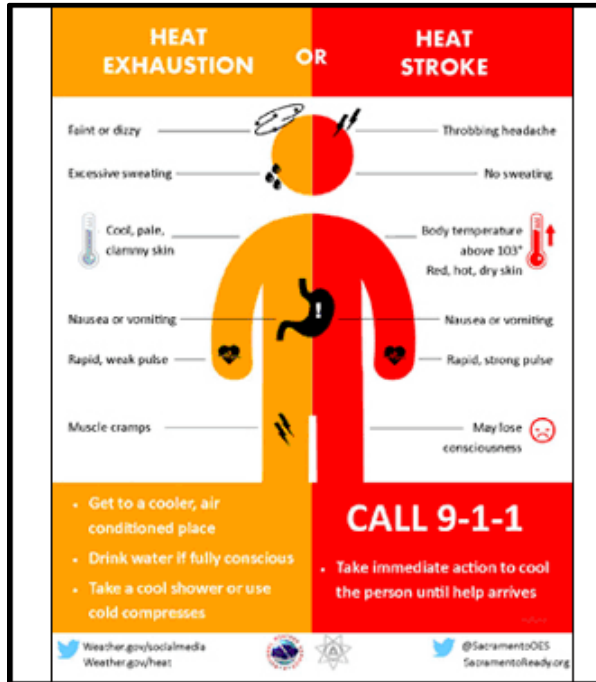 HEAT
EXHAUSTION
OR
HEAT
STROKE
Faint or dizzy
Throbbing headache
Excessive sweating
No sweating
Cool, pale,
clammy skin
Body temperature
above 103°
Red, hot, dry skin
Nausea or vomiting
Nausea or vomiting
Rapid, weak pulse
Rapid, strong pulse
Muscle cramps
May lose
consciousness
• Get to a cooler, air
conditioned place
• Drink water if fully conscious
• Take a cool shower or use
cold compresses
CALL 9-1-1
• Take immediate action to cool
the person until help arrives
Weather.gov/socialmedia
Weather.gov/heat
@SacramentoOES
SacramentoReady.org